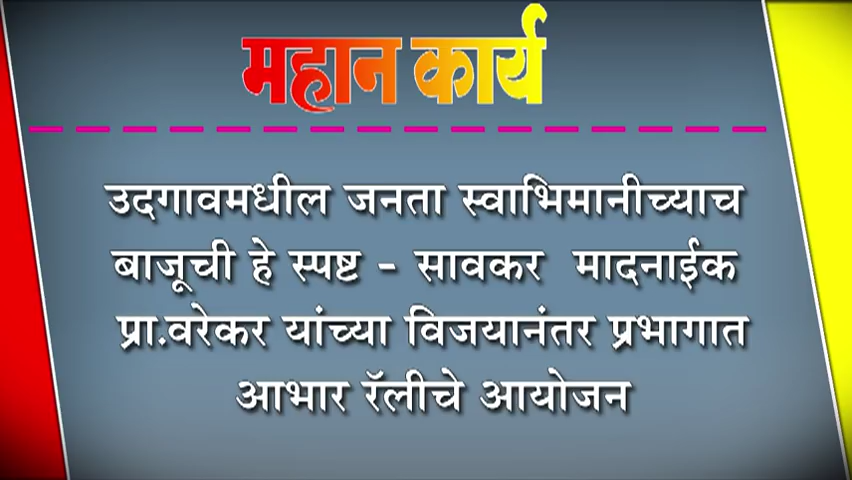 महान कार्य
उदगावमधील जनता स्वाभिमानीच्याच
बाजूची हे स्पष्ट - सावकर मादनाईक
प्रा.वरेकर यांच्या विजयानंतर प्रभागात
आभार रॅलीचे आयोजन